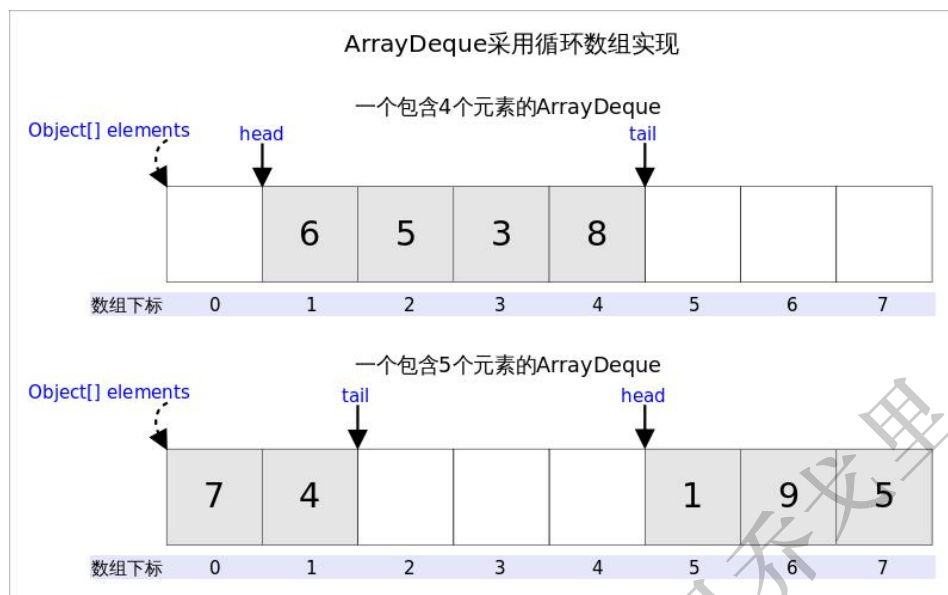 ArrayDeque采用循环数组实现
一个包含4个元素的ArrayDeque
Object[] elements head tail
6 5 3 8
数组下标 0 1 2 3 4 5 6 7
一个包含5个元素的ArrayDeque
Object[] elements tail head
7 4 1 9 5
数组下标 0 1 2 3 4 5 6 7
乔戈里